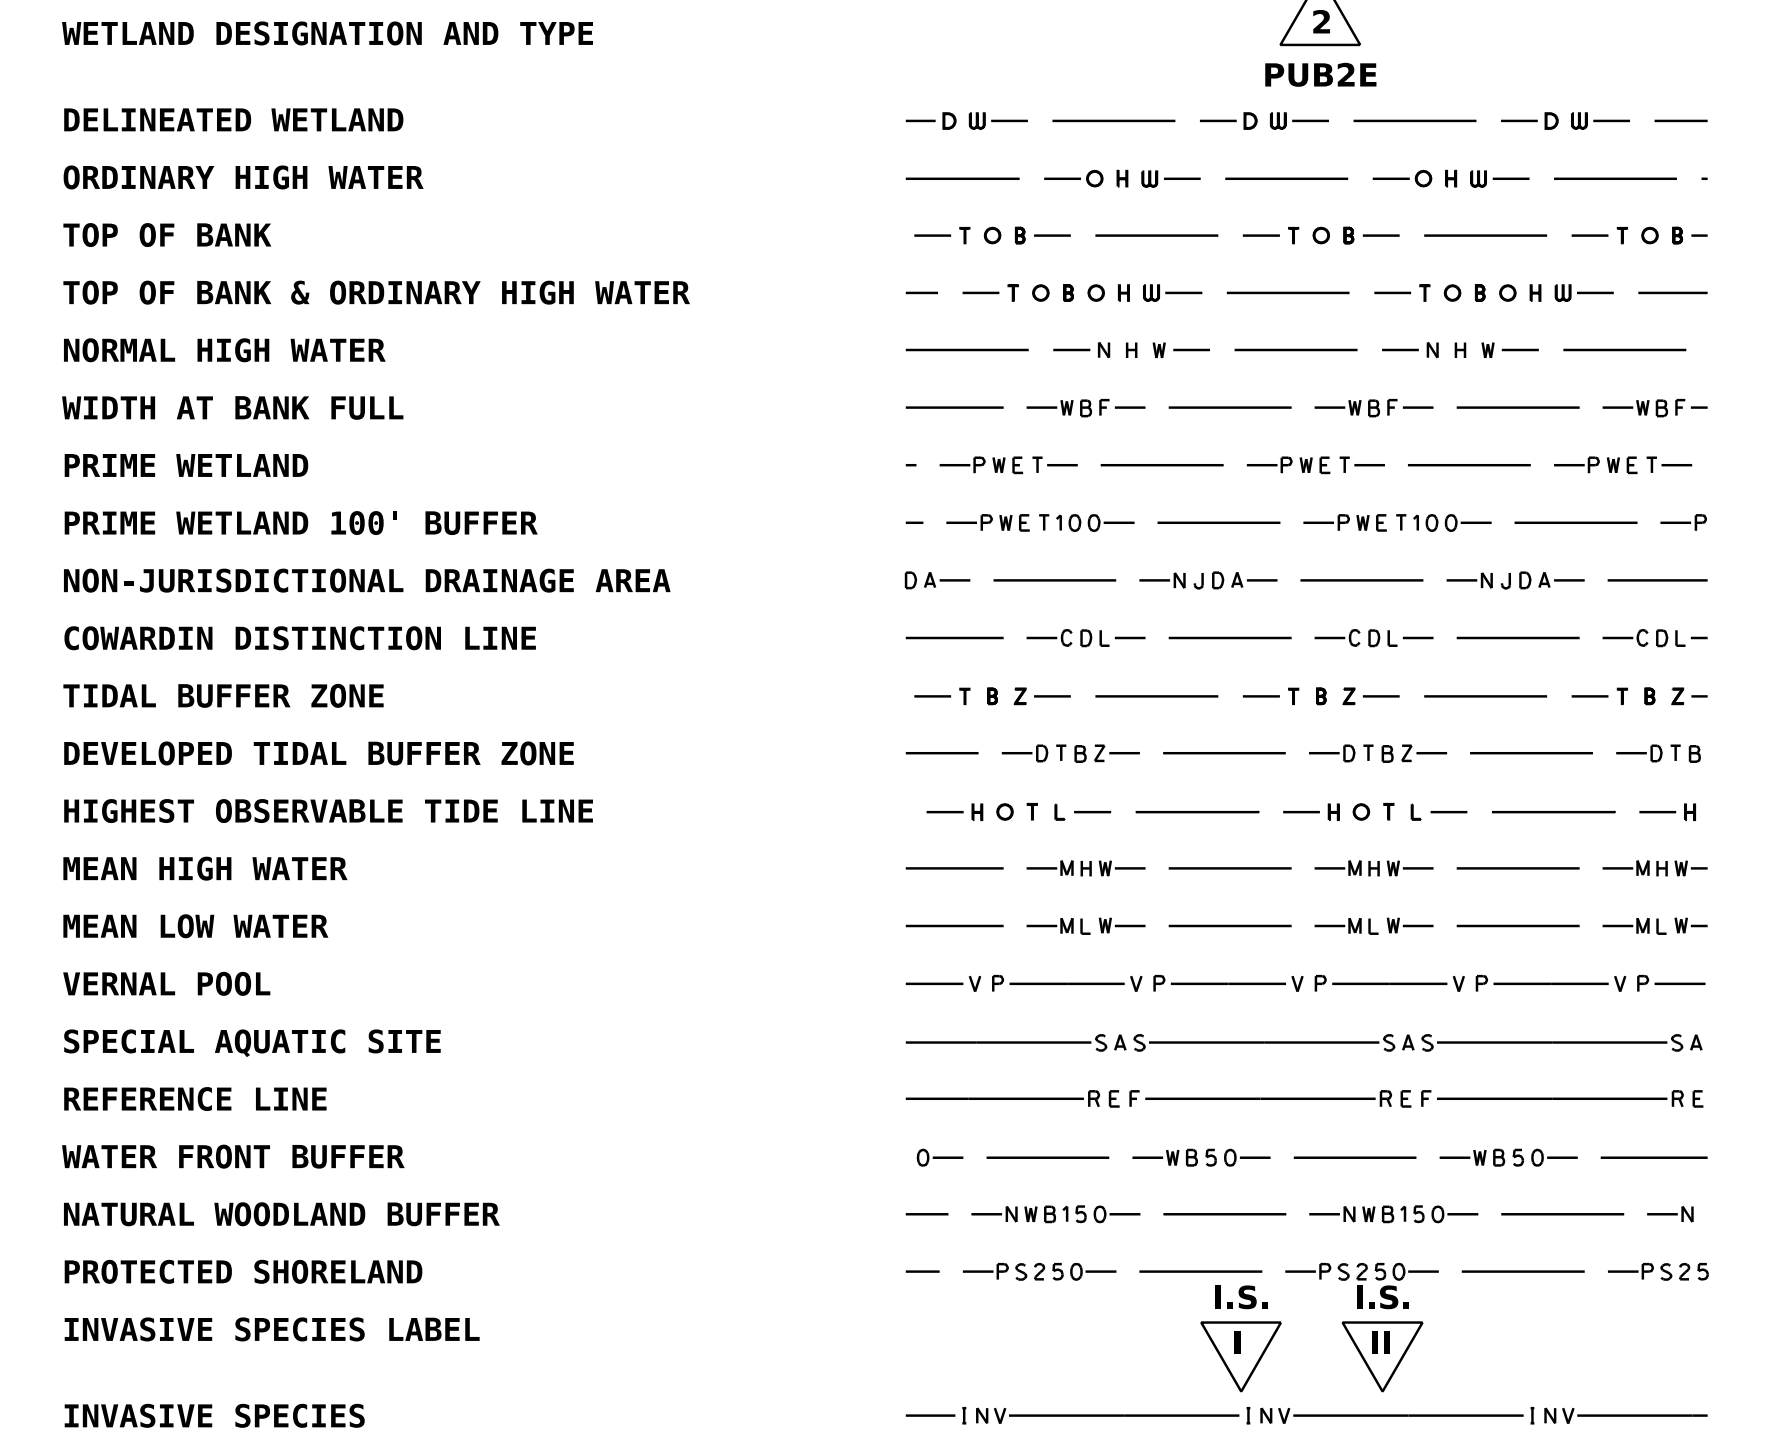 WETLAND DESIGNATION AND TYPE 2
PUB2E
DELINEATED WETLAND DW DW DW
ORDINARY HIGH WATER OHW OHW
TOP OF BANK TOB TOB TOB
TOP OF BANK & ORDINARY HIGH WATER TOBOHW TOBOHW
NORMAL HIGH WATER NHW NHW
WIDTH AT BANK FULL WBF WBF WBF
PRIME WETLAND PWET PWET PWET
PRIME WETLAND 100' BUFFER PWET100 PWET100 P
NON-JURISDICTIONAL DRAINAGE AREA DA NJDA NJDA
COWARDIN DISTINCTION LINE CDL CDL CDL
TIDAL BUFFER ZONE TBZ TBZ TBZ
DEVELOPED TIDAL BUFFER ZONE DTBZ DTBZ DTB
HIGHEST OBSERVABLE TIDE LINE HOTL HOTL H
MEAN HIGH WATER MHW MHW MHW
MEAN LOW WATER MLW MLW MLW
VERNAL POOL VP VP VP VP VP
SPECIAL AQUATIC SITE SAS SAS SA
REFERENCE LINE REF REF RE
WATER FRONT BUFFER 0 WB50 WB50
NATURAL WOODLAND BUFFER NWB150 NWB150 N
PROTECTED SHORELAND PS250 PS250 PS25
I.S. I.S.
INVASIVE SPECIES LABEL I II
INVASIVE SPECIES INV INV INV